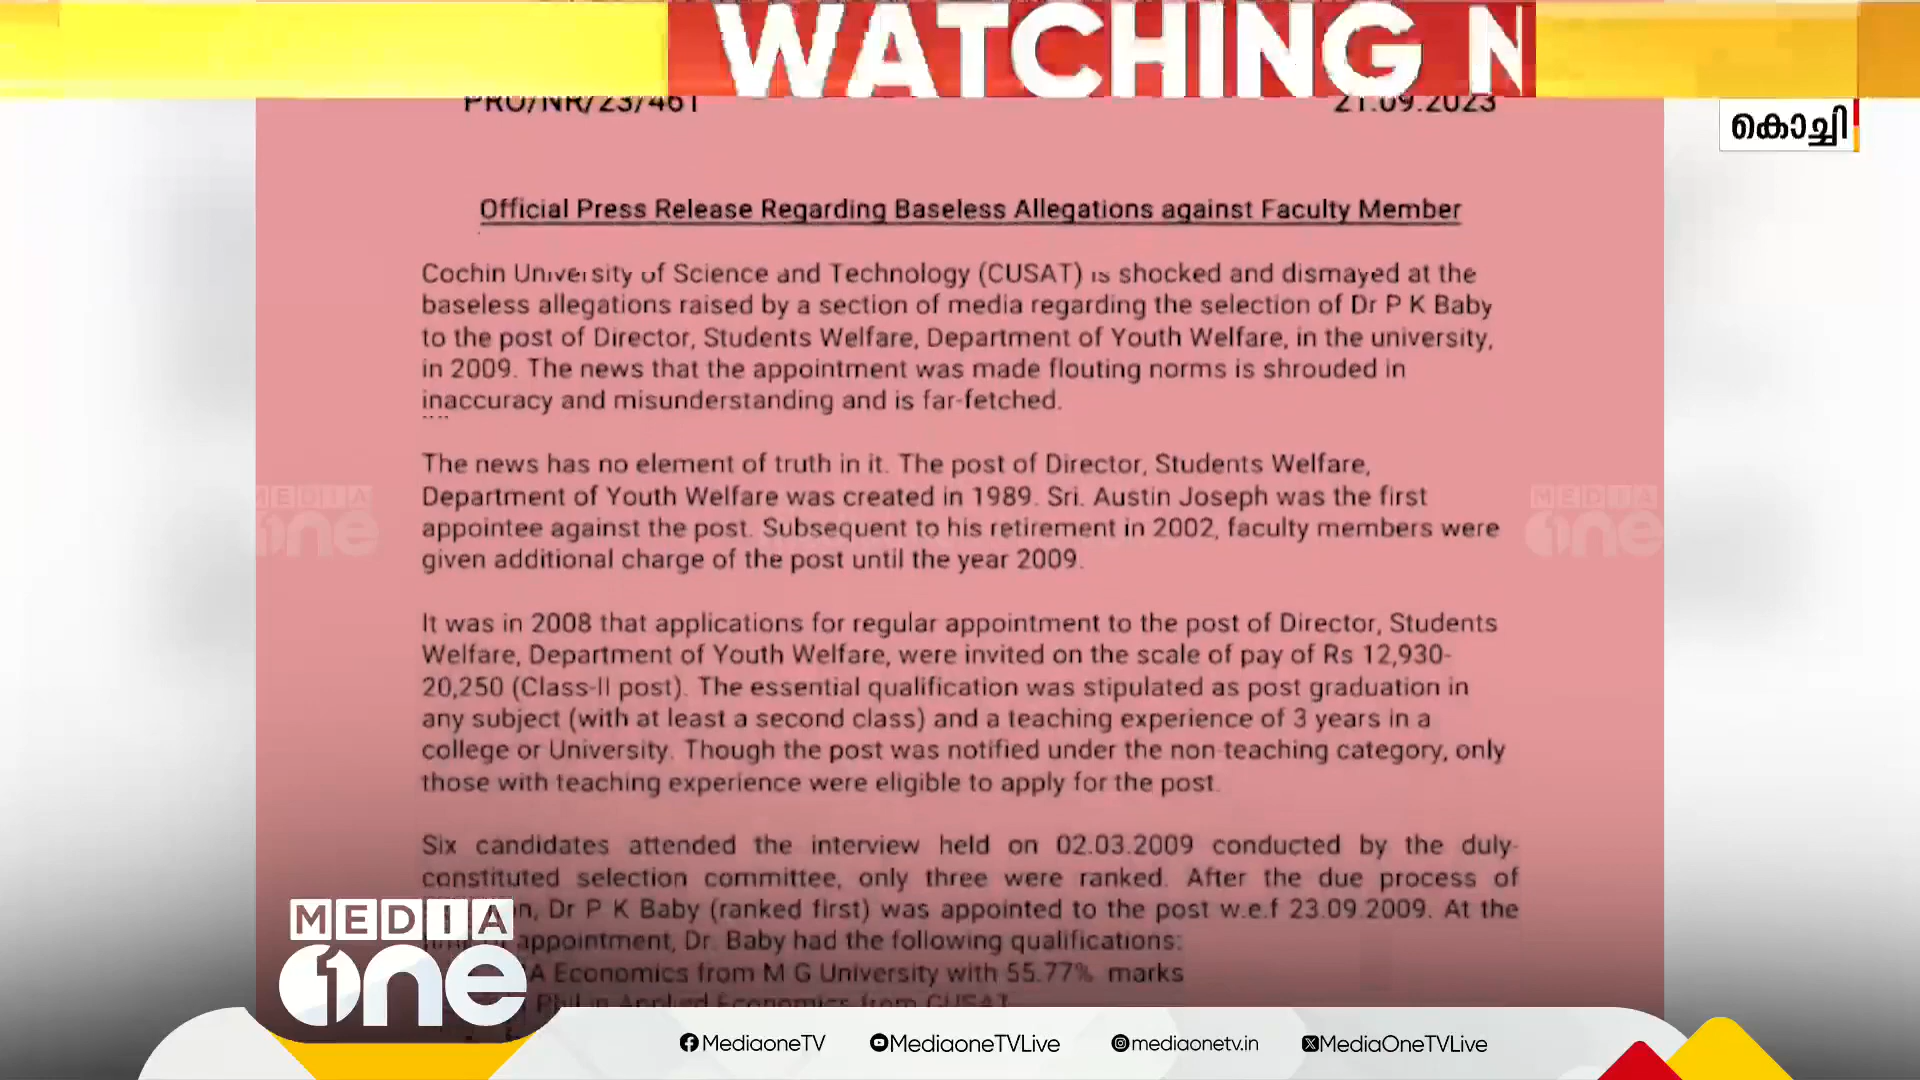 WATCHING N
PRO/NR/23/461 21.09.2023
കൊച്ചി
Official Press Release Regarding Baseless Allegations against Faculty Member
Cochin University of Science and Technology (CUSAT) is shocked and dismayed at the
baseless allegations raised by a section of media regarding the selection of Dr P K Baby
to the post of Director, Students Welfare, Department of Youth Welfare, in the university,
in 2009. The news that the appointment was made flouting norms is shrouded in
inaccuracy and misunderstanding and is far-fetched.
The news has no element of truth in it. The post of Director, Students Welfare,
Department of Youth Welfare was created in 1989. Sri. Austin Joseph was the first
appointee against the post. Subsequent to his retirement in 2002, faculty members were
given additional charge of the post until the year 2009.
MEDIA
one
MEDIA
one
It was in 2008 that applications for regular appointment to the post of Director, Students
Welfare, Department of Youth Welfare, were invited on the scale of pay of Rs 12,930-
20,250 (Class-II post). The essential qualification was stipulated as post graduation in
any subject (with at least a second class) and a teaching experience of 3 years in a
college or University. Though the post was notified under the non-teaching category, only
those with teaching experience were eligible to apply for the post.
Six candidates attended the interview held on 02.03.2009 conducted by the duly-
constituted selection committee, only three were ranked. After the due process of
n, Dr P K Baby (ranked first) was appointed to the post w.e.f 23.09.2009. At the
appointment, Dr. Baby had the following qualifications:
A Economics from M G University with 55.77% marks
Phil in Applied Economics from CUSAT
MEDIA
one
MediaoneTV MediaoneTVLive mediaonetv.in MediaOneTVLive